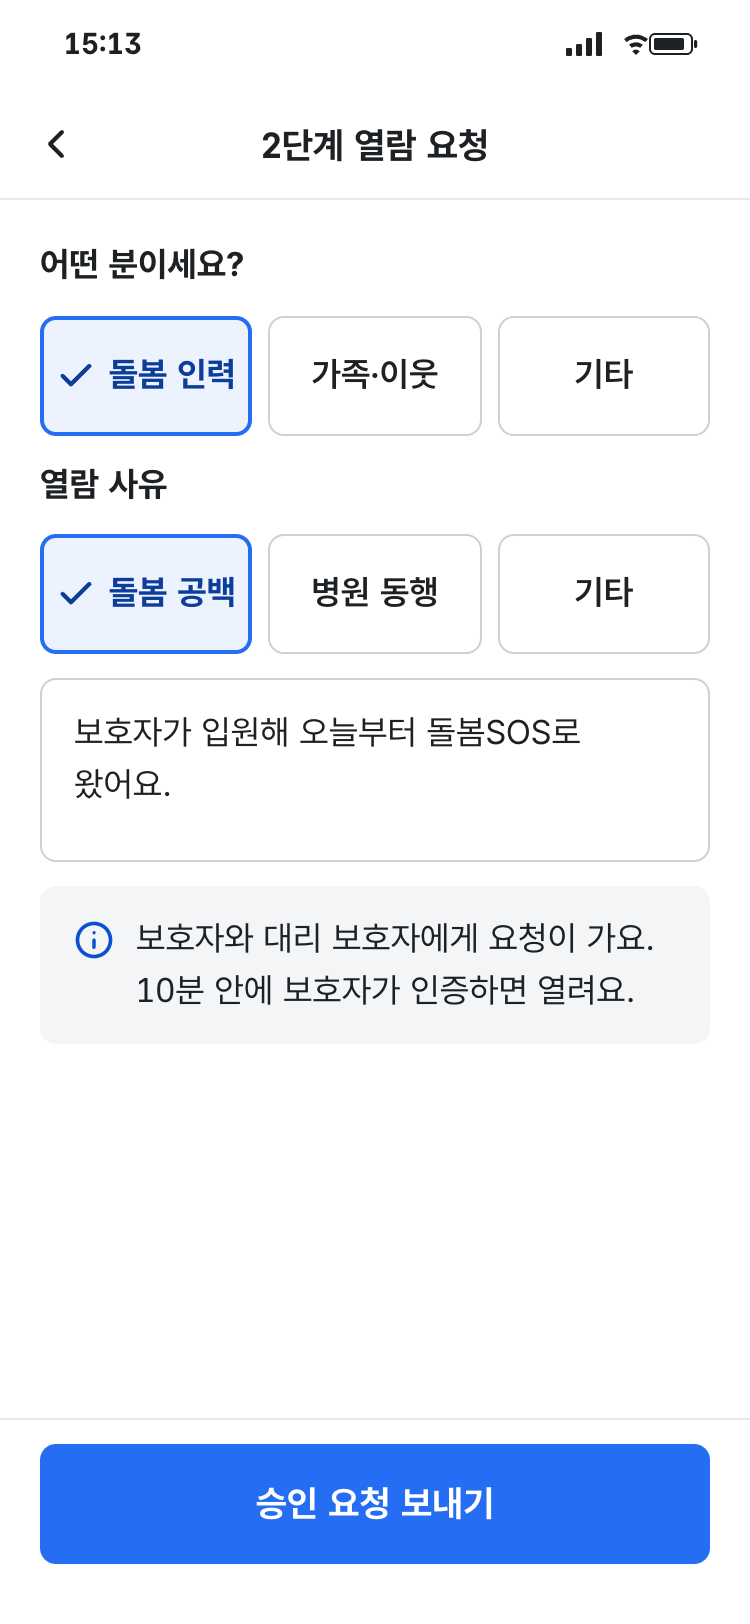 15:13
2단계 열람 요청
어떤 분이세요?
돌봄 인력
가족·이웃
기타
열람 사유
돌봄 공백
병원 동행
기타
보호자가 입원해 오늘부터 돌봄SOS로
왔어요.
보호자와 대리 보호자에게 요청이 가요.
10분 안에 보호자가 인증하면 열려요.
승인 요청 보내기